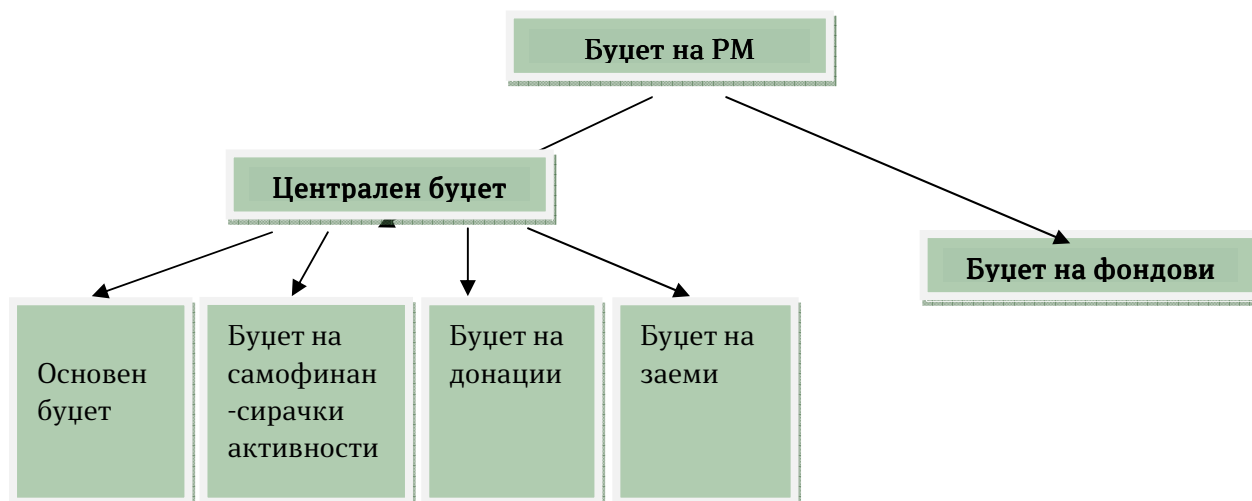 Буџет на РМ
Централен буџет
Буџет на фондови
Основен
буџет
Буџет на
самофинан
-сирачки
активности
Буџет на
донации
Буџет на
заеми